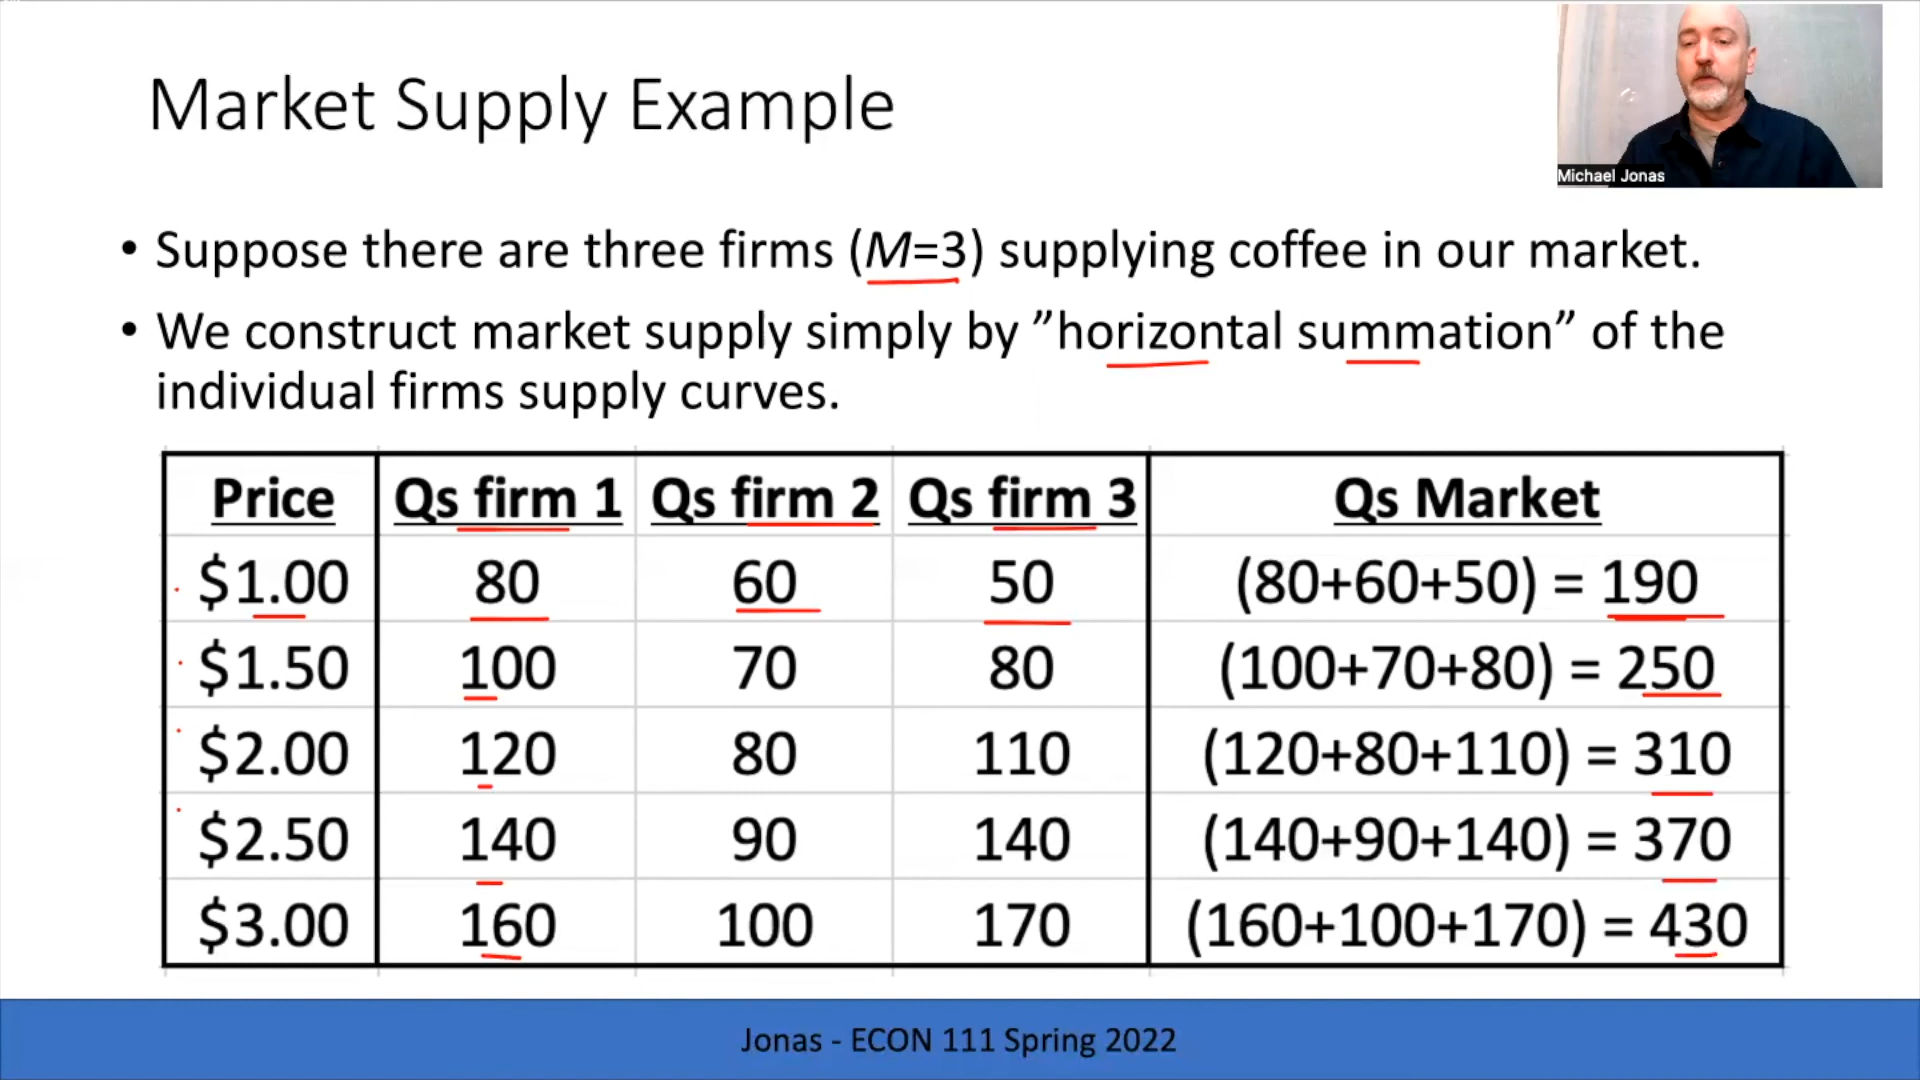 Market Supply Example
Michael Jonas
• Suppose there are three firms (M=3) supplying coffee in our market.
• We construct market supply simply by ”horizontal summation” of the
individual firms supply curves.
Price Qs firm 1 Qs firm 2 Qs firm 3 Qs Market
$1.00 80 60 50 (80+60+50) = 190
$1.50 100 70 80 (100+70+80) = 250
$2.00 120 80 110 (120+80+110) = 310
$2.50 140 90 140 (140+90+140) = 370
$3.00 160 100 170 (160+100+170) = 430
Jonas - ECON 111 Spring 2022